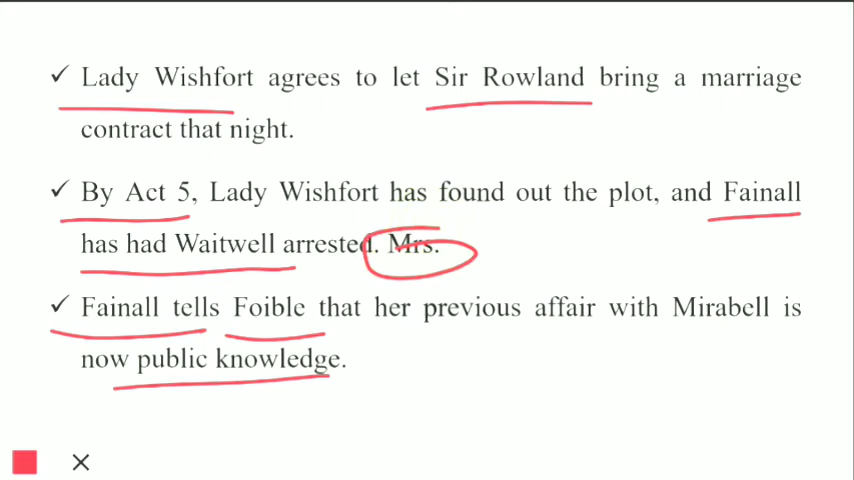 ✓ Lady Wishfort agrees to let Sir Rowland bring a marriage
contract that night.
✓ By Act 5, Lady Wishfort has found out the plot, and Fainall
has had Waitwell arrested. Mrs.
✓ Fainall tells Foible that her previous affair with Mirabell is
now public knowledge.